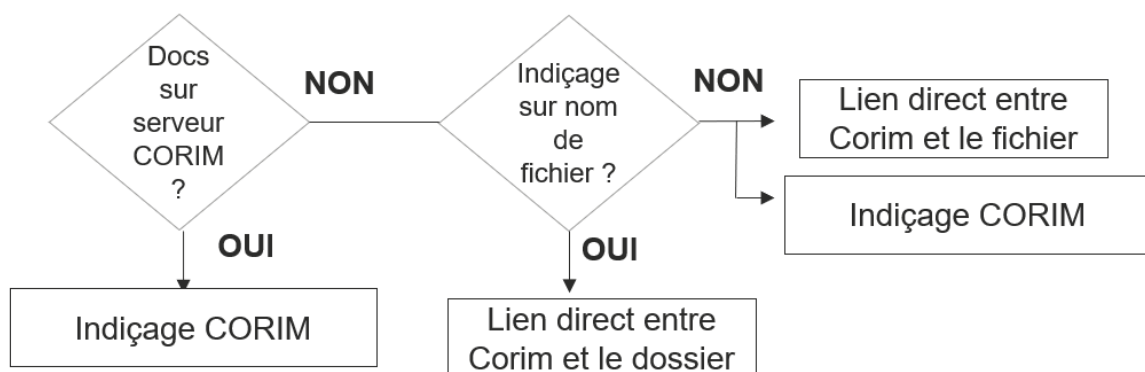 Docs
sur
serveur
CORIM
?
NON
Indiçage
sur nom
de
fichier ?
NON
Lien direct entre
Corim et le fichier
Indiçage CORIM
OUI
OUI
Indiçage CORIM
Lien direct entre
Corim et le dossier